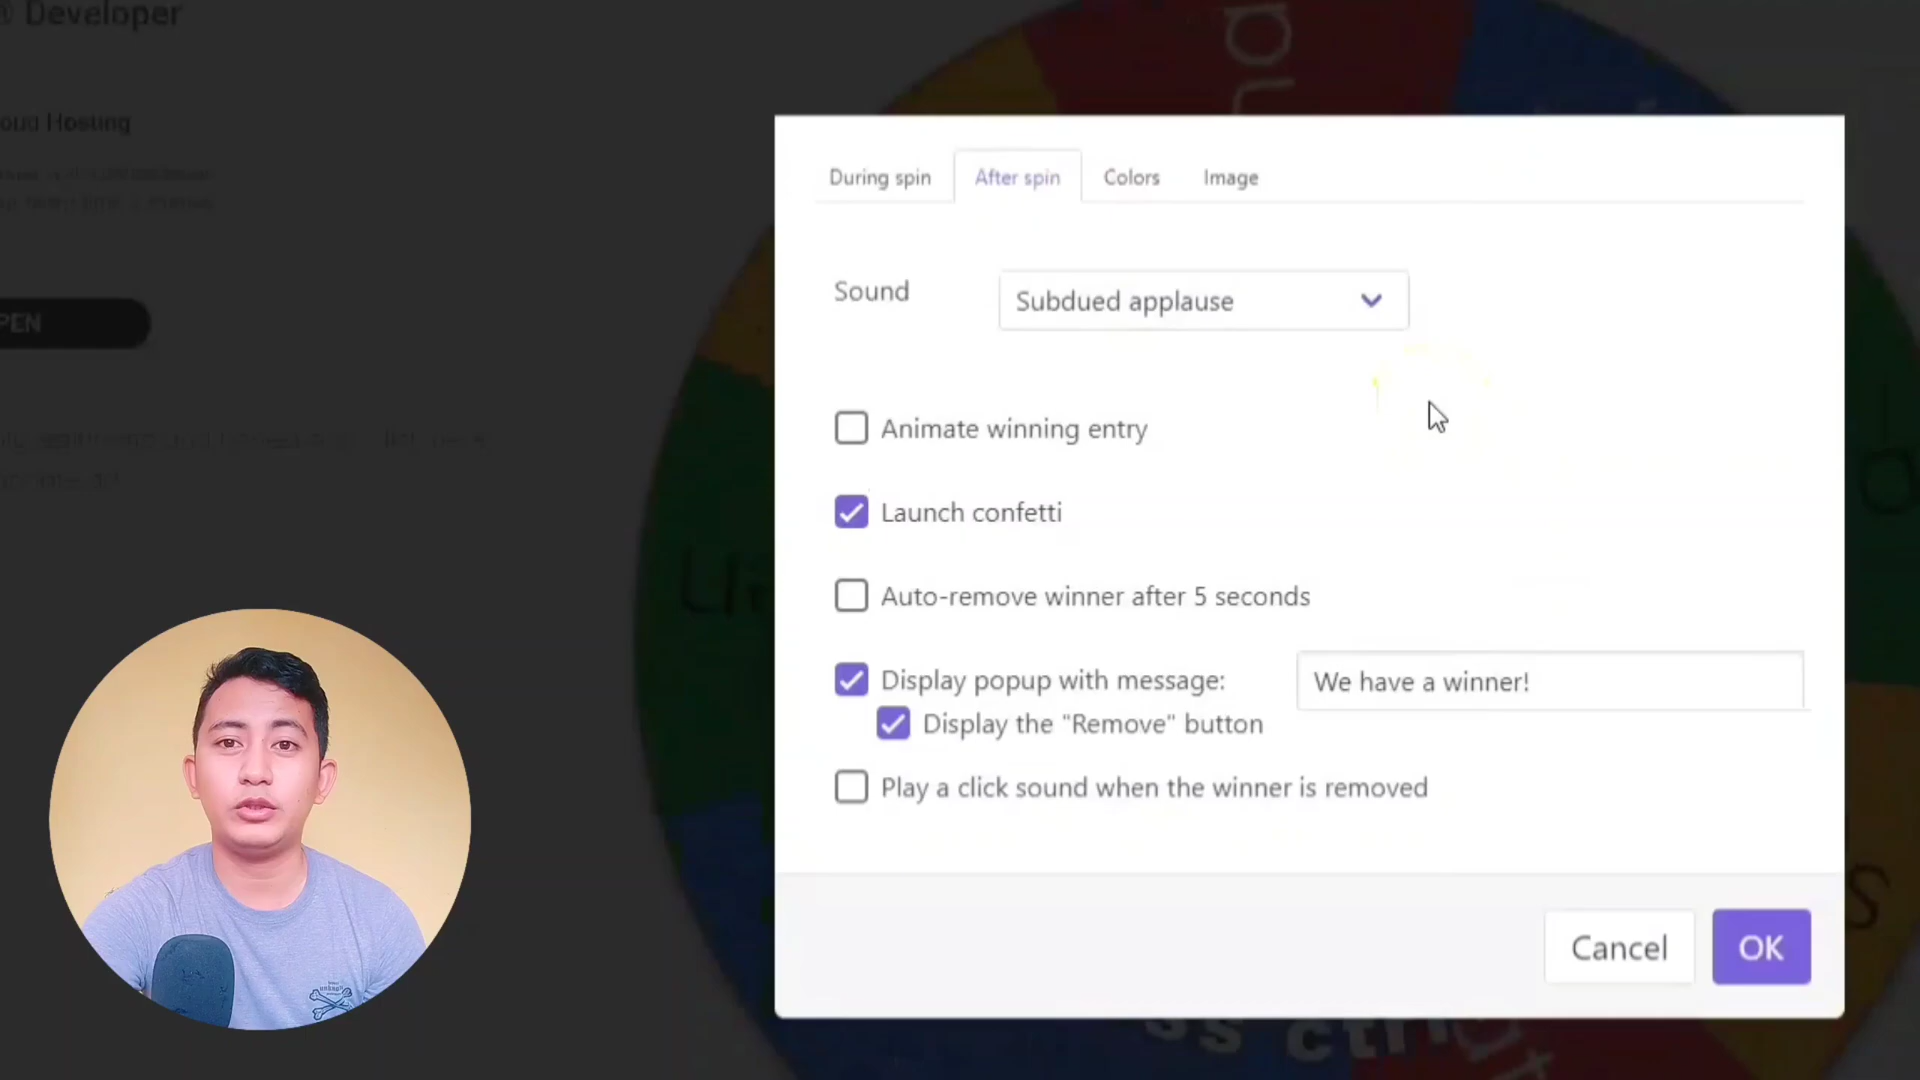 Developer
oud Hosting
PEN
During spin
After spin
Colors
Image
Sound
Subdued applause
Animate winning entry
Launch confetti
Auto-remove winner after 5 seconds
Display popup with message:
We have a winner!
Display the "Remove" button
Play a click sound when the winner is removed
Cancel
OK